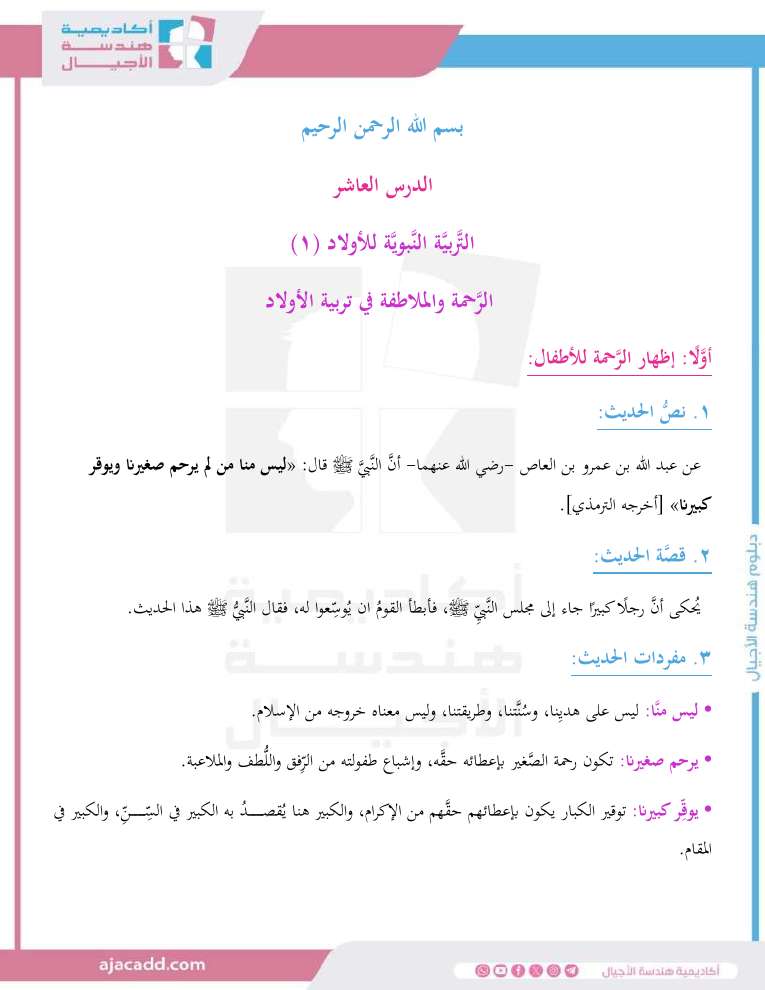 أكاديمية
هندسة
الأجيال
بسم الله الرحمن الرحيم
الدرس العاشر
التَّربيَّة النَّبويَّة للأولاد (١)
الرَّحمة والملاطفة في تربية الأولاد
أوَّلًا: إظهار الرَّحمة للأطفال:
١. نصُّ الحديث:
عن عبد الله بن عمرو بن العاص -رضي الله عنهما- أنَّ النَّبيَّ ﷺ قال: «ليس منا من لم يرحم صغيرنا ويوقر
كبيرنا» [أخرجه الترمذي].
٢. قصَّة الحديث:
يُحكى أنَّ رجلًا كبيرًا جاء إلى مجلس النَّبيِّ ﷺ، فأبطأ القومُ ان يُوسِّعوا له، فقال النَّبيُّ ﷺ هذا الحديث.
٣. مفردات الحديث:
• ليس منَّا: ليس على هدينا، وسُنَّتنا، وطريقتنا، وليس معناه خروجه من الإسلام.
• يرحم صغيرنا: تكون رحمة الصَّغير بإعطائه حقَّه، وإشباع طفولته من الرِّفق واللُّطف والملاعبة.
• يوقِّر كبيرنا: توقير الكبار يكون بإعطائهم حقَّهم من الإكرام، والكبير هنا يُقصدُ به الكبير في السِّنّ، والكبير في
المقام.
أكاديمية
هندسة
الأجيال
دبلوم هندسة الأجيال
أكاديمية هندسة الأجيال
ajacadd.com